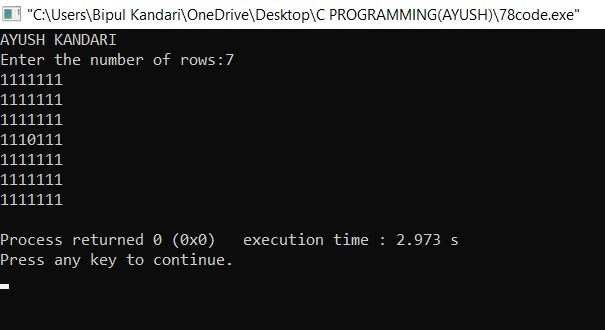 "C:\Users\Bipul Kandari\OneDrive\Desktop\C PROGRAMMING(AYUSH)\78code.exe"
AYUSH KANDARI
Enter the number of rows:7
1111111
1111111
1111111
1110111
1111111
1111111
1111111
Process returned 0 (0x0)   execution time : 2.973 s
Press any key to continue.